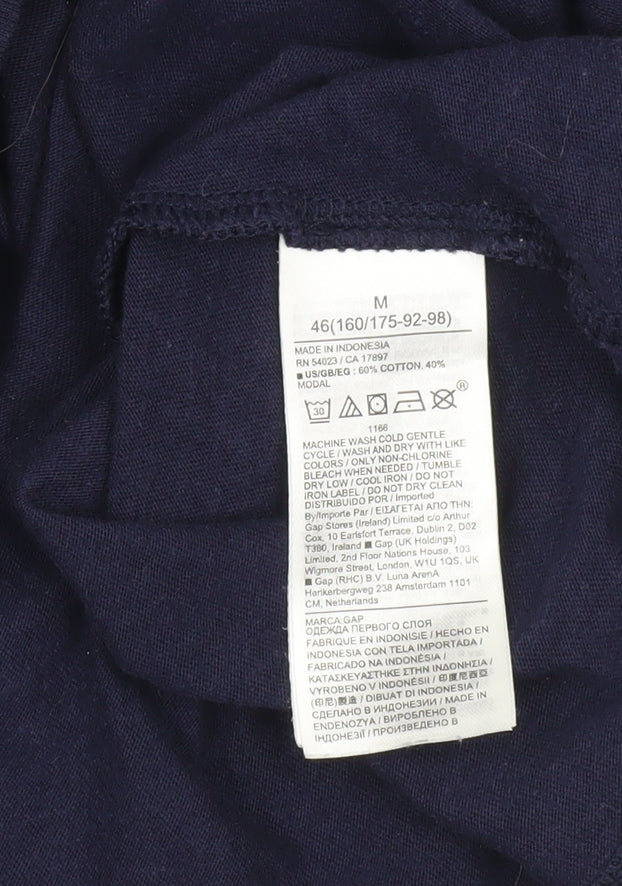 M
46(160/175-92-98)
MADE IN INDONESIA
RN 54023 / CA 17897
■ US/GB/EG : 60% COTTON, 40%
MODAL
30
®
1166
MACHINE WASH COLD GENTLE
CYCLE / WASH AND DRY WITH LIKE
COLORS / ONLY NON-CHLORINE
BLEACH WHEN NEEDED / TUMBLE
DRY LOW / COOL IRON / DO NOT
IRON LABEL / DO NOT DRY CLEAN
DISTRIBUIDO POR / Imported
By/Importe Par / ΕΙΣΑΓΕΤΑΙ ΑΠΟ ΤΗΝ:
Gap Stores (Ireland) Limited c/o Arthur
Cox, 10 Earlsfort Terrace, Dublin 2, D02
T380, Ireland ■ Gap (UK Holdings)
Limited, 2nd Floor Nations House, 103
Wigmore Street, London, W1U 1QS, UK
■ Gap (RHC) B.V. Luna ArenA
Herikerbergweg 238 Amsterdam 1101
CM, Netherlands
MARCA GAP
ОДЕЖДА ПЕРВОГО СЛОЯ
FABRIQUÉ EN INDONISIE / HECHO EN
INDONESIA CON TELA IMPORTADA /
FABRICADO NA INDONÉSIA /
ΚΑΤΑΣΚΕΥΑΣΤΗΚΕ ΣΤΗΝ ΙΝΔΟΝΗΣΙΑ /
VYROBENO V INDONÉSII / 印度尼西亚
(印尼)製造 / DIBUAT DI INDONESIA /
СДЕЛАНО В ИНДОНЕЗИИ / MADE IN
ENDENOZYA / ВИРОБЛЕНО В
ІНДОНЕЗІЇ / ПРОИЗВЕДЕНО В